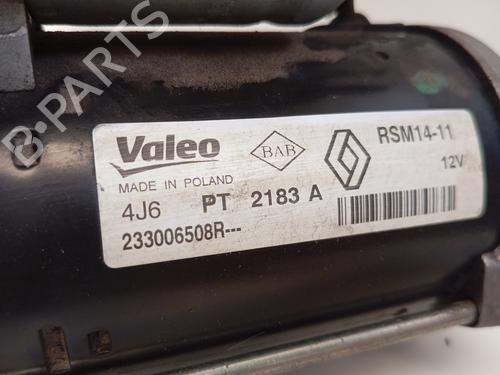 B-PARTS
Valeo BAB RSM14-11
MADE IN POLAND 12V
4J6 PT 2183 A
233006508R---